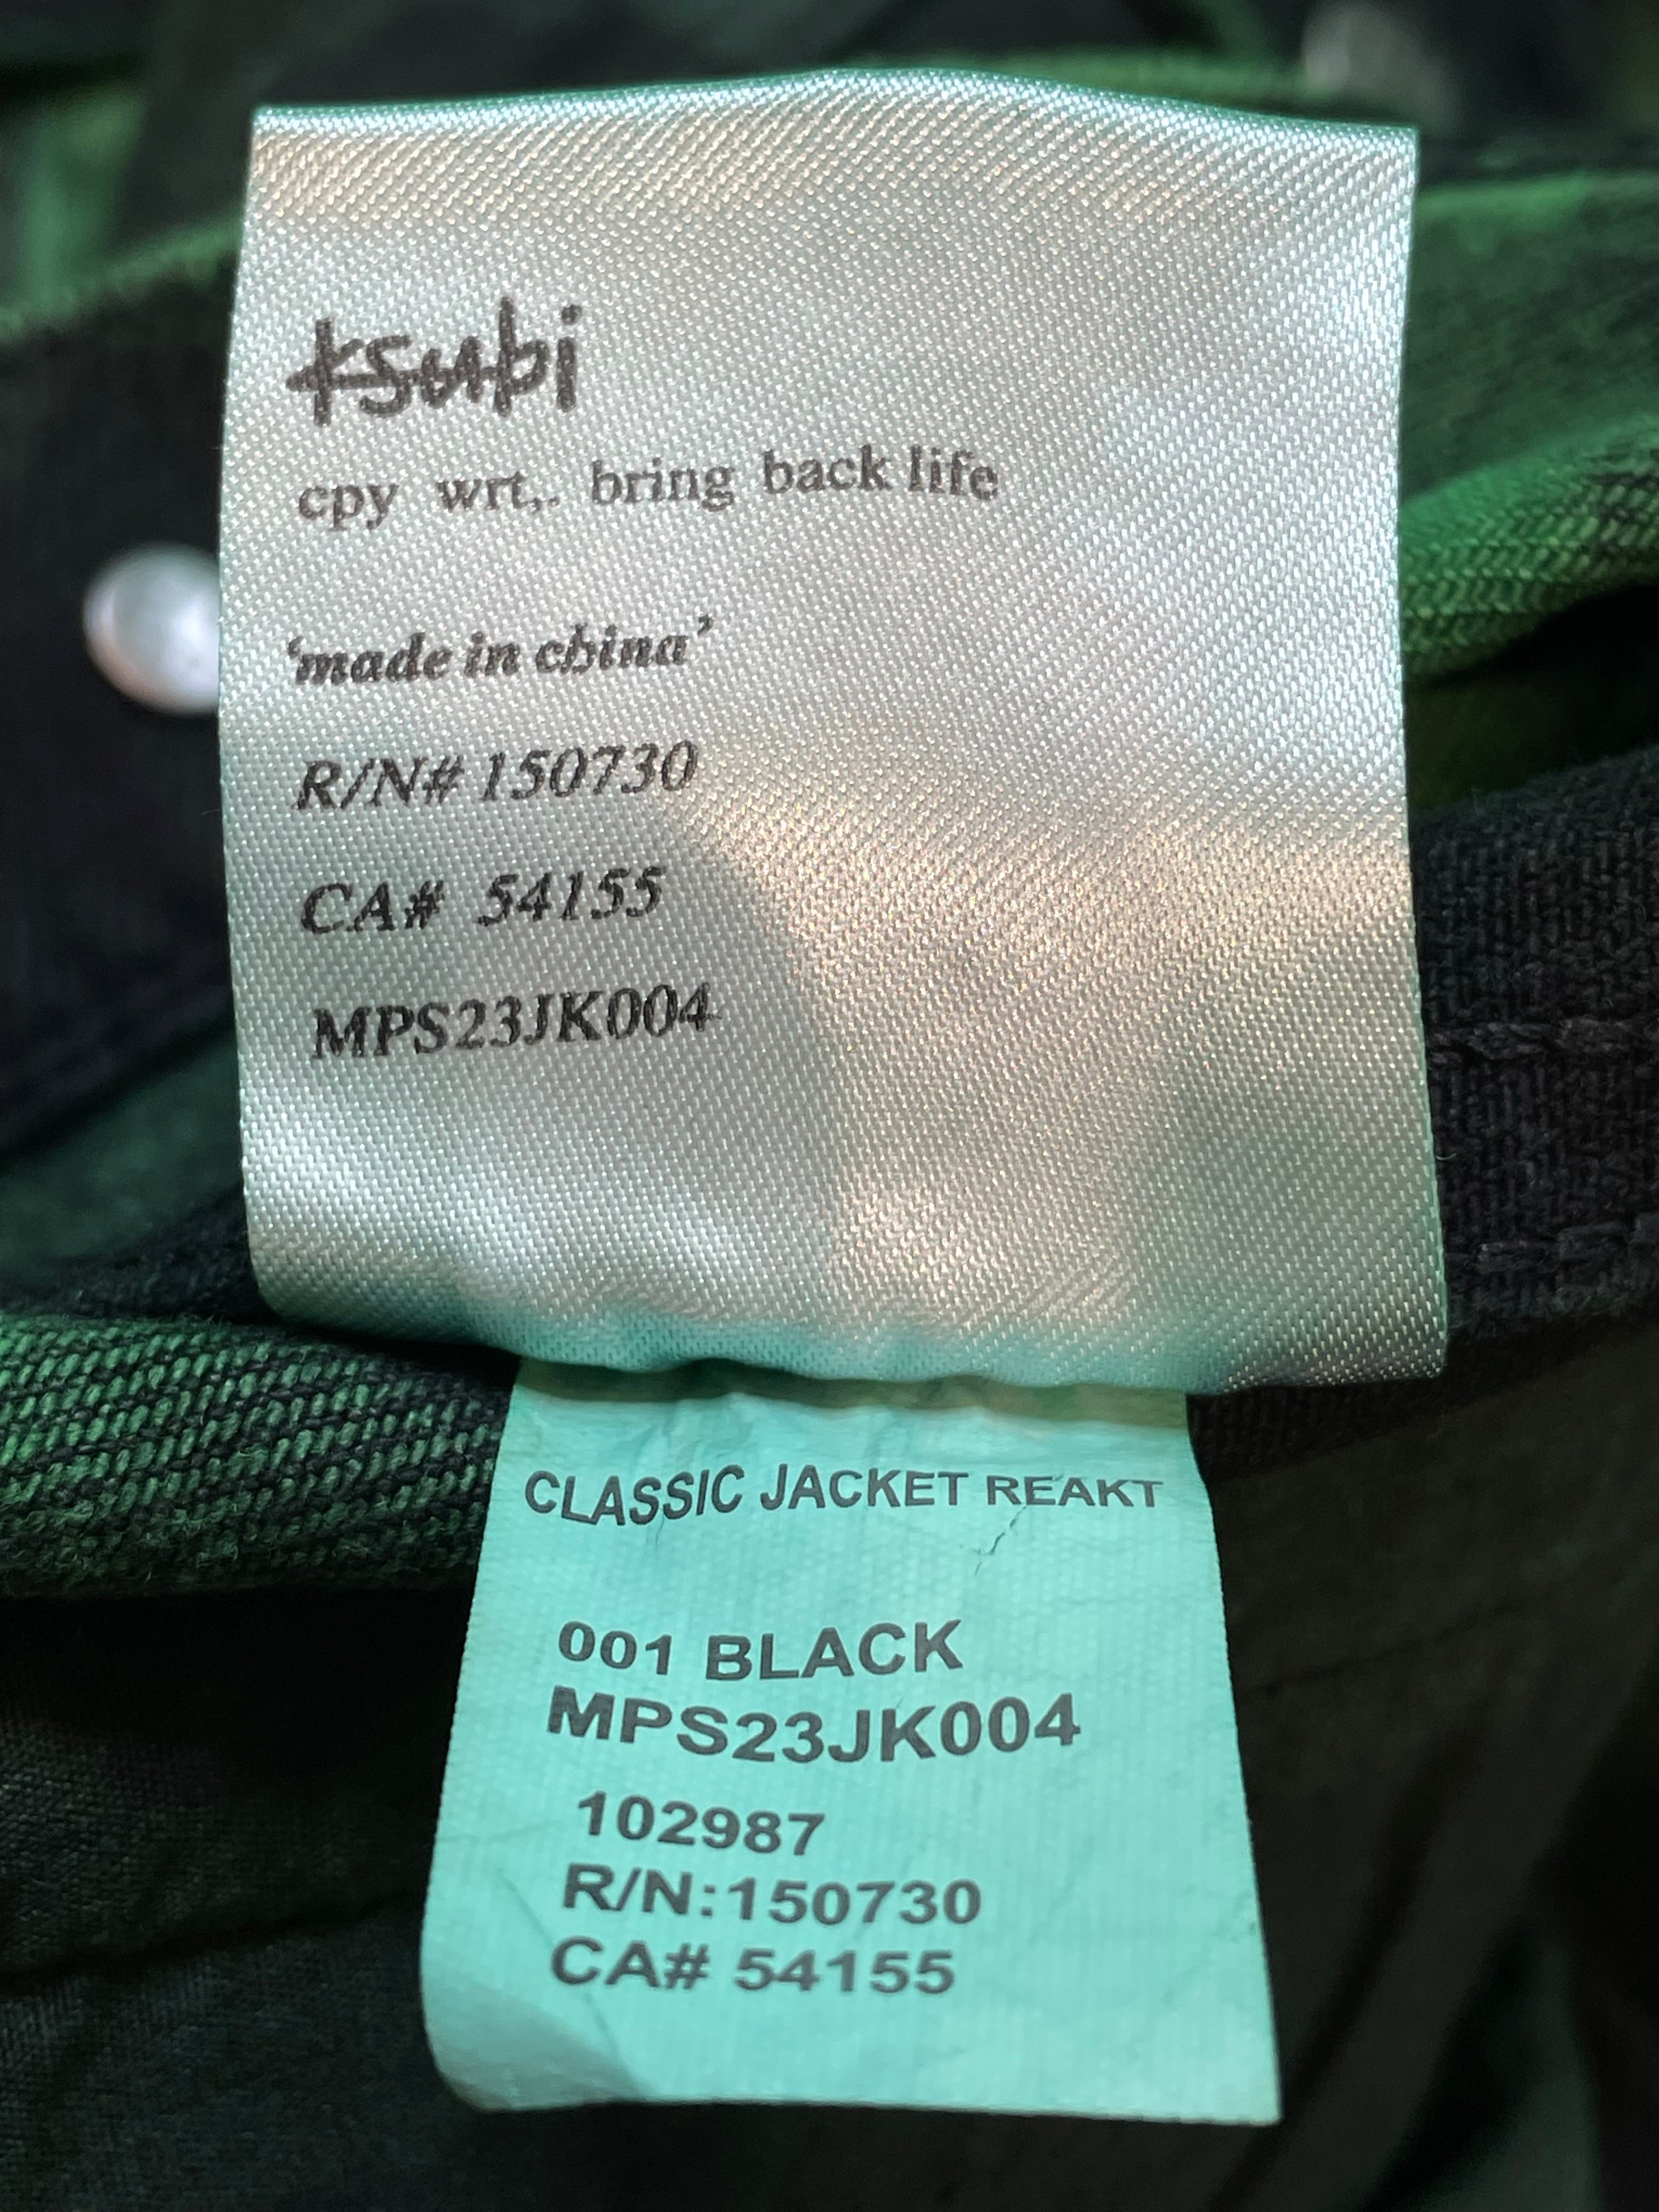 ksubi
cpy wrt,. bring back life
‘made in china’
R/N# 150730
CA# 54155
MPS23JK004
CLASSIC JACKET REAKT
001 BLACK
MPS23JK004
102987
R/N:150730
CA# 54155